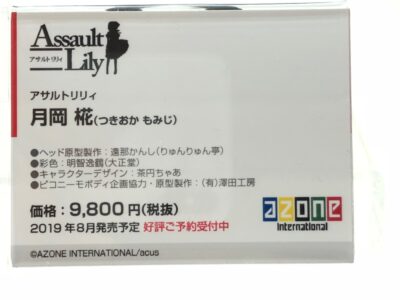 Assault
アサルトリリィ
Lily
アサルトリリィ
月岡 椛(つきおか もみじ)
●ヘッド原型製作：遠那かんし(りゅんりゅん亭)
●彩色：明智逸鶴(大正堂)
●キャラクターデザイン：茶円ちゃあ
●ピコニーモボディ企画協力・原型製作：(有)澤田工房
価格：9,800円(税抜)
2019年8月発売予定 好評ご予約受付中
azone
international
©AZONE INTERNATIONAL/acus